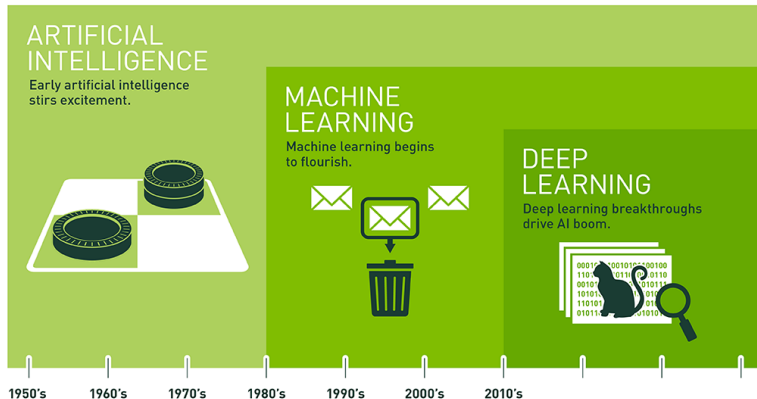 ARTIFICIAL
INTELLIGENCE
Early artificial intelligence
stirs excitement.
MACHINE
LEARNING
Machine learning begins
to flourish.
DEEP
LEARNING
Deep learning breakthroughs
drive AI boom.
1950's 1960's 1970's 1980's 1990's 2000's 2010's